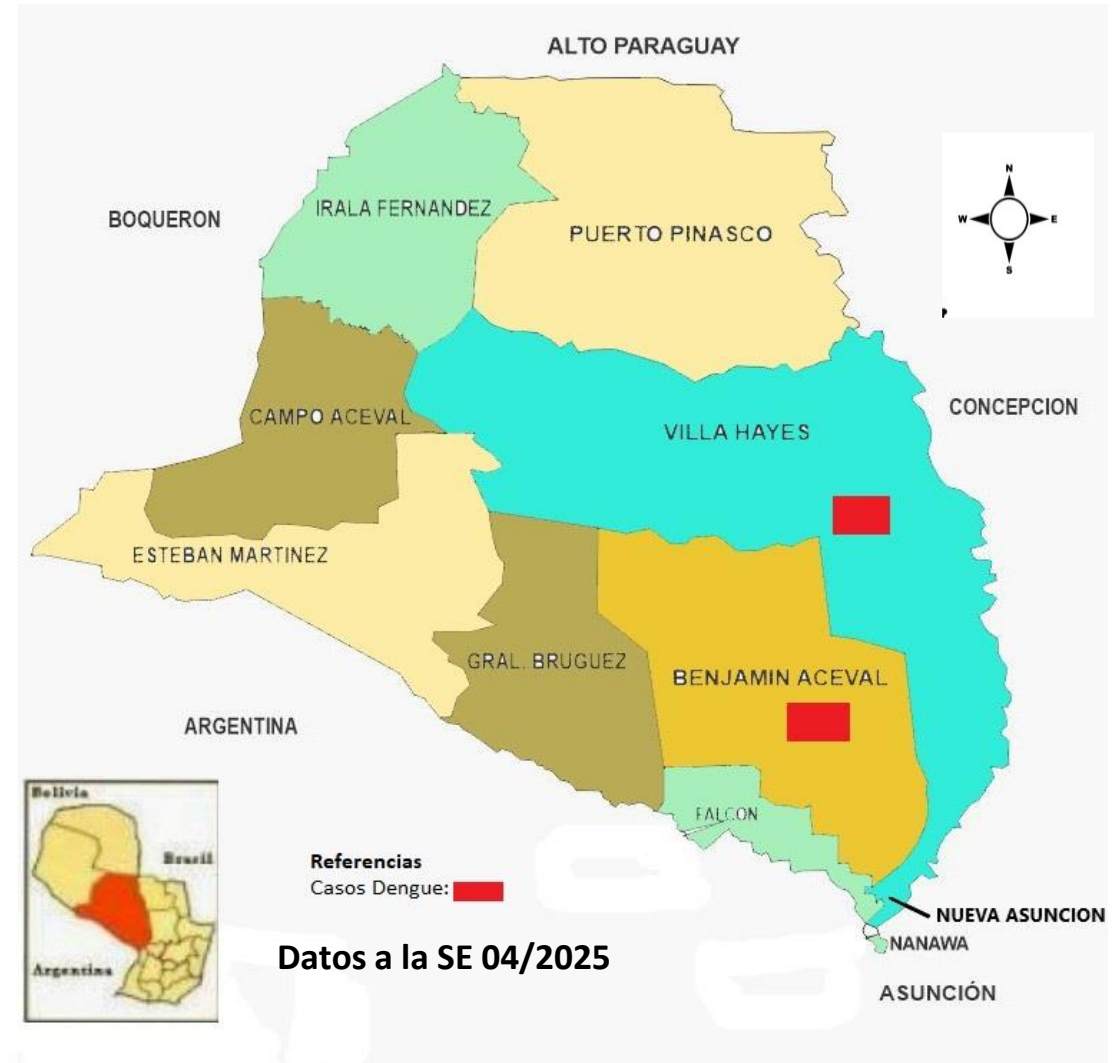 ALTO PARAGUAY
N
W E
S
BOQUERON
IRALA FERNANDEZ
PUERTO PINASCO
CAMPO ACEVAL
CONCEPCION
VILLA HAYES
ESTEBAN MARTINEZ
GRAL. BRUGUEZ
BENJAMIN ACEVAL
ARGENTINA
Bolivia
Brasil
Argentina
FALCON
Referencias
Casos Dengue:
NUEVA ASUNCION
NANAWA
Datos a la SE 04/2025
ASUNCIÓN